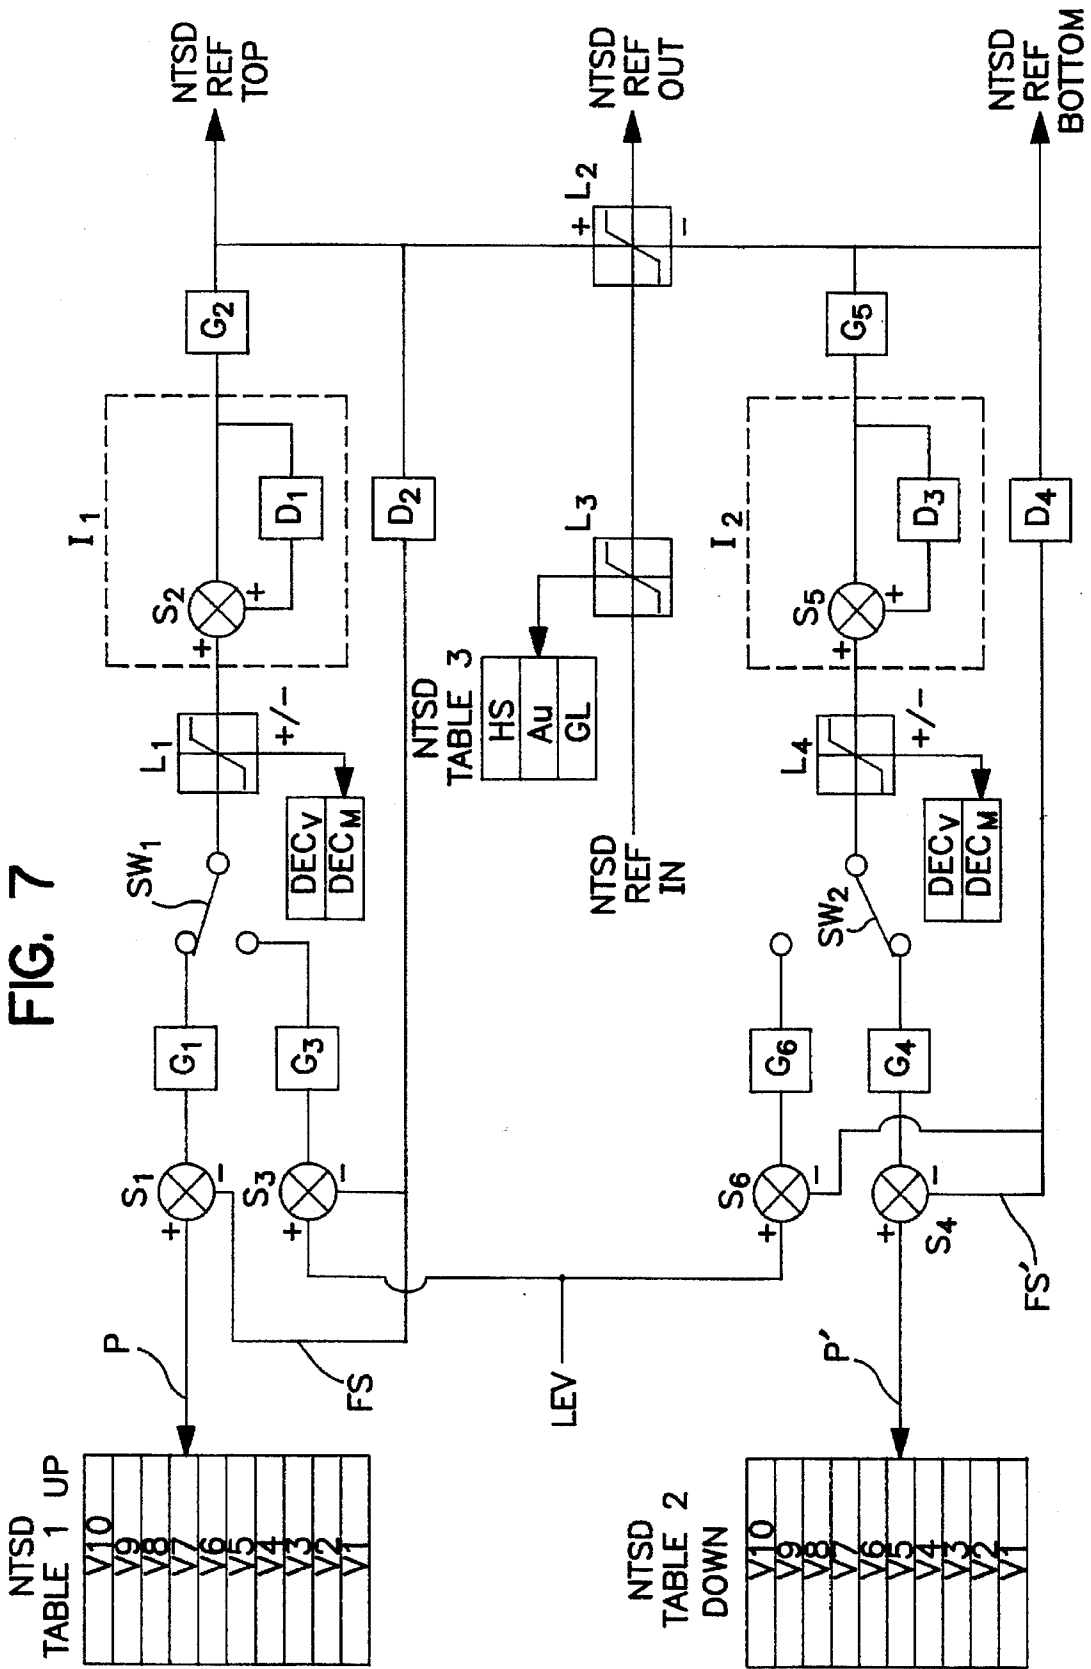 FIG. 7
NTSD
TABLE 1 UP
V10
V9
V8
V7
V6
V5
V4
V3
V2
V1
P
FS
S1
+
-
G1
SW1
S3
+
-
G3
L1
+/-
DECV
DECM
I1
S2
+
+
D1
G2
D2
NTSD
REF
TOP
LEV
NTSD
REF
IN
NTSD
TABLE 3
HS
Au
GL
L3
L2
+
-
NTSD
REF
OUT
NTSD
TABLE 2
DOWN
V10
V9
V8
V7
V6
V5
V4
V3
V2
V1
P'
FS'
S6
+
-
G6
S4
+
-
G4
SW2
L4
+/-
DECV
DECM
I2
S5
+
+
D3
G5
D4
NTSD
REF
BOTTOM